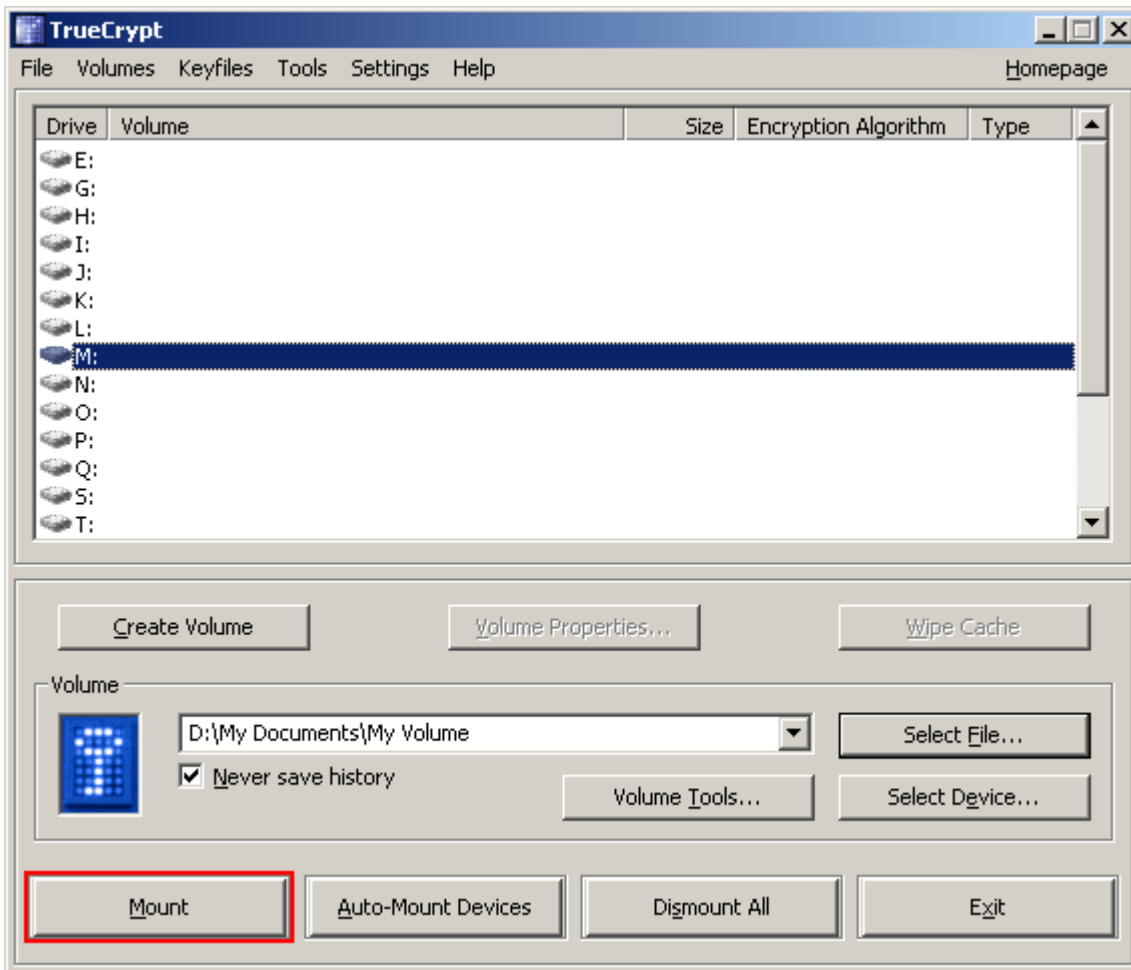 TrueCrypt
File Volumes Keyfiles Tools Settings Help Homepage
Drive Volume Size Encryption Algorithm Type
E:
G:
H:
I:
J:
K:
L:
M:
N:
O:
P:
Q:
S:
T:
Create Volume Volume Properties... Wipe Cache
Volume
D:\My Documents\My Volume Select File...
Never save history
Volume Tools... Select Device...
Mount Auto-Mount Devices Dismount All Exit